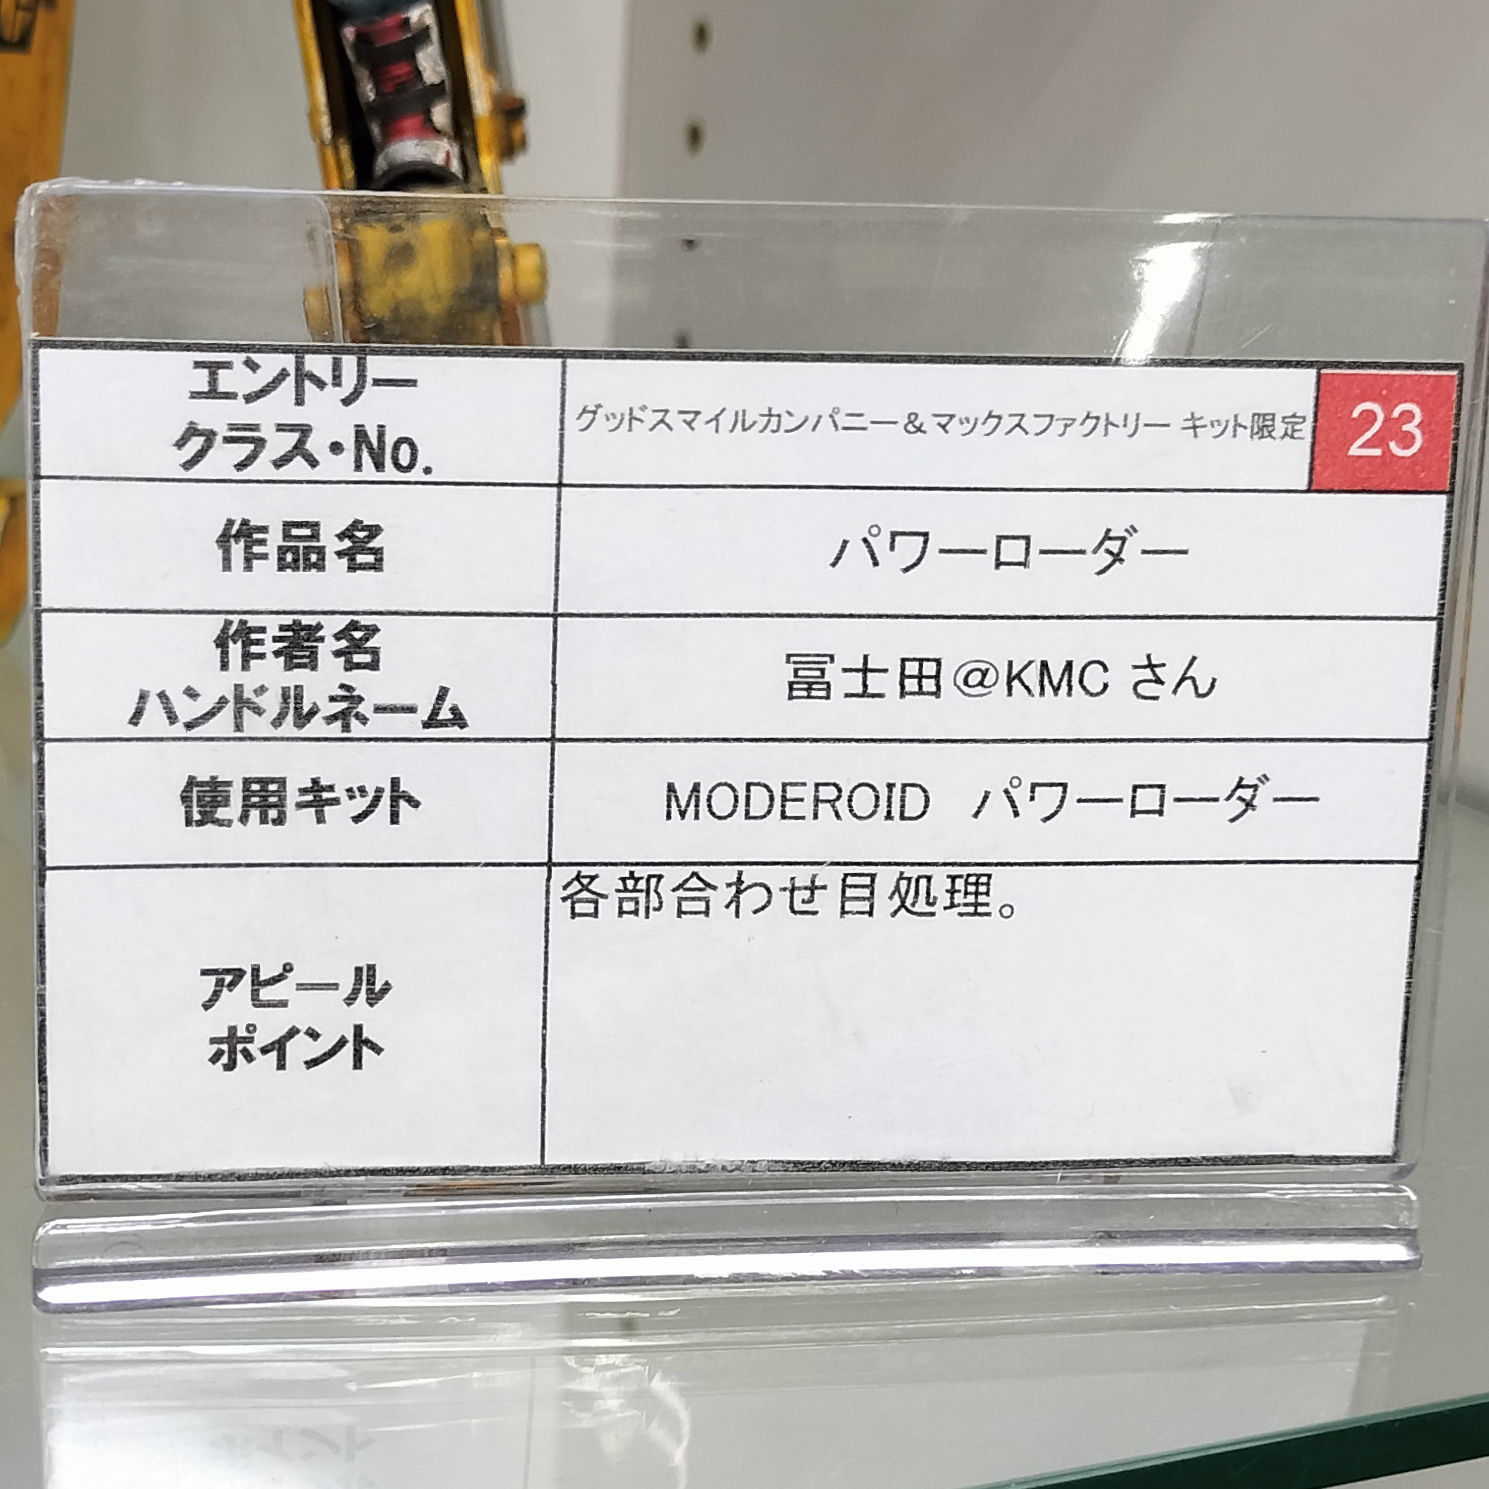 エントリー
クラス・No.
グッドスマイルカンパニー＆マックスファクトリー キット限定
23
作品名
パワーローダー
作者名
ハンドルネーム
冨士田@KMC さん
使用キット
MODEROID パワーローダー
アピール
ポイント
各部合わせ目処理。